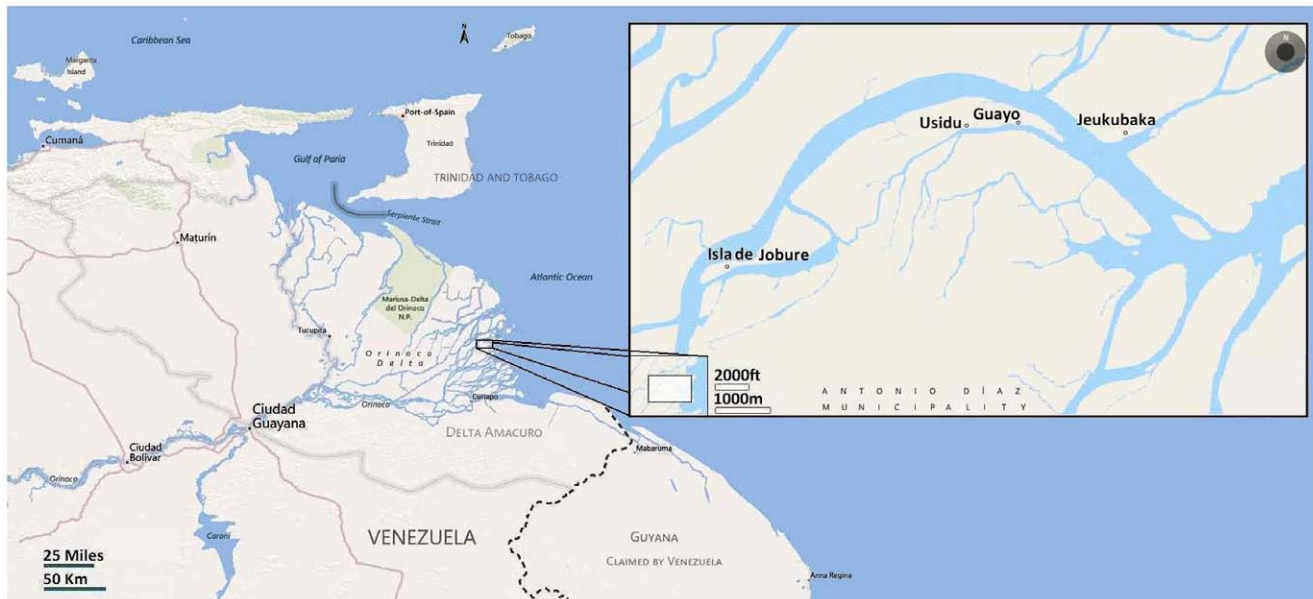 Caribbean Sea
N
Tobago
Margarita
Island
Port-of-Spain
Cumaná
Trinidad
Gulf of Paria
TRINIDAD AND TOBAGO
Serpiente Strait
Maturín
Atlantic Ocean
Mariusa-Delta
del Orinoco
N.P.
Tucupita
Orinoco
Delta
Orinoco
Curiapo
Ciudad
Guayana
DELTA AMACURO
Ciudad
Bolívar
Mabaruma
Orinoco
VENEZUELA
GUYANA
Caroní
CLAIMED BY VENEZUELA
25 Miles
50 Km
Anna Regina
N
Usidu
Guayo
Jeukubaka
Isla de Jobure
2000ft
1000m
ANTONIO DÍAZ
MUNICIPALITY